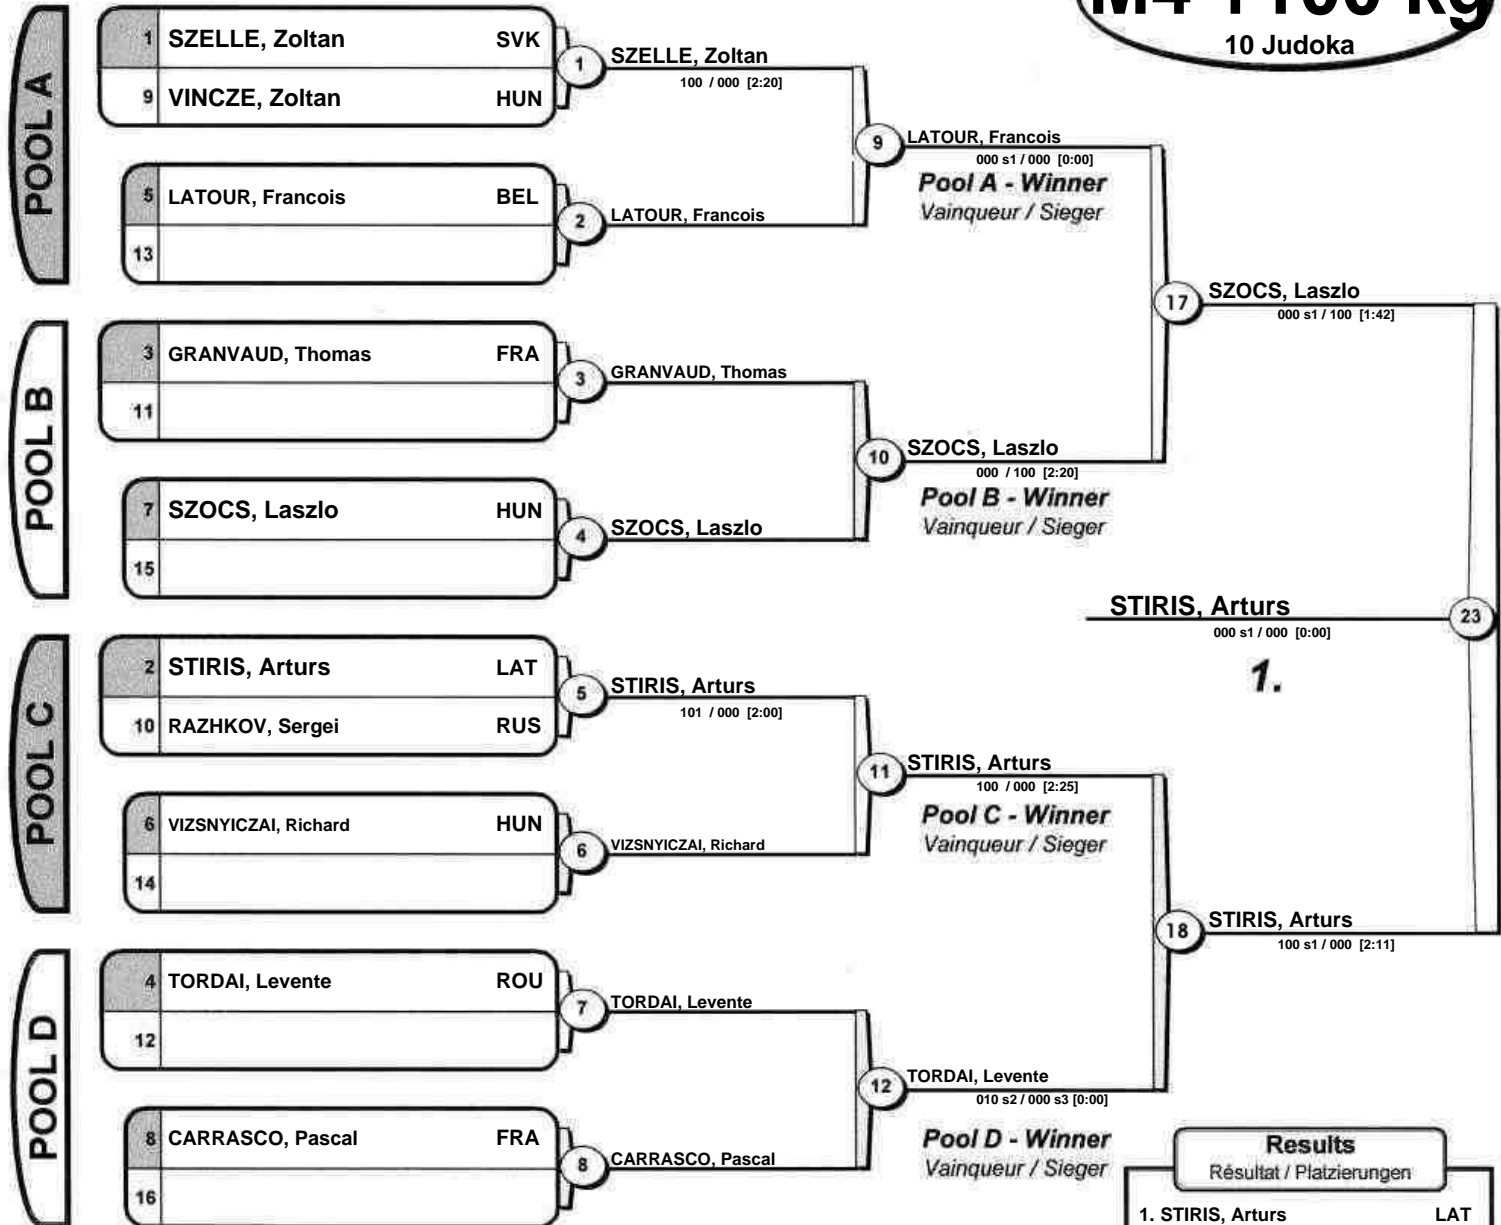 10 Judoka
POOL A
1 SZELLE, Zoltan SVK
9 VINCZE, Zoltan HUN
1
SZELLE, Zoltan
100 / 000 [2:20]
5 LATOUR, Francois BEL
13
2
LATOUR, Francois
9
LATOUR, Francois
000 s1 / 000 [0:00]
Pool A - Winner
Vainqueur / Sieger
POOL B
3 GRANVAUD, Thomas FRA
11
3
GRANVAUD, Thomas
7 SZOCS, Laszlo HUN
15
4
SZOCS, Laszlo
10
SZOCS, Laszlo
000 / 100 [2:20]
Pool B - Winner
Vainqueur / Sieger
17
SZOCS, Laszlo
000 s1 / 100 [1:42]
STIRIS, Arturs
000 s1 / 000 [0:00]
1.
23
POOL C
2 STIRIS, Arturs LAT
10 RAZHKOV, Sergei RUS
5
STIRIS, Arturs
101 / 000 [2:00]
6 VIZSNYICZAI, Richard HUN
14
6
VIZSNYICZAI, Richard
11
STIRIS, Arturs
100 / 000 [2:25]
Pool C - Winner
Vainqueur / Sieger
18
STIRIS, Arturs
100 s1 / 000 [2:11]
POOL D
4 TORDAI, Levente ROU
12
7
TORDAI, Levente
8 CARRASCO, Pascal FRA
16
8
CARRASCO, Pascal
12
TORDAI, Levente
010 s2 / 000 s3 [0:00]
Pool D - Winner
Vainqueur / Sieger
Results
Résultat / Platzierungen
1. STIRIS, Arturs LAT